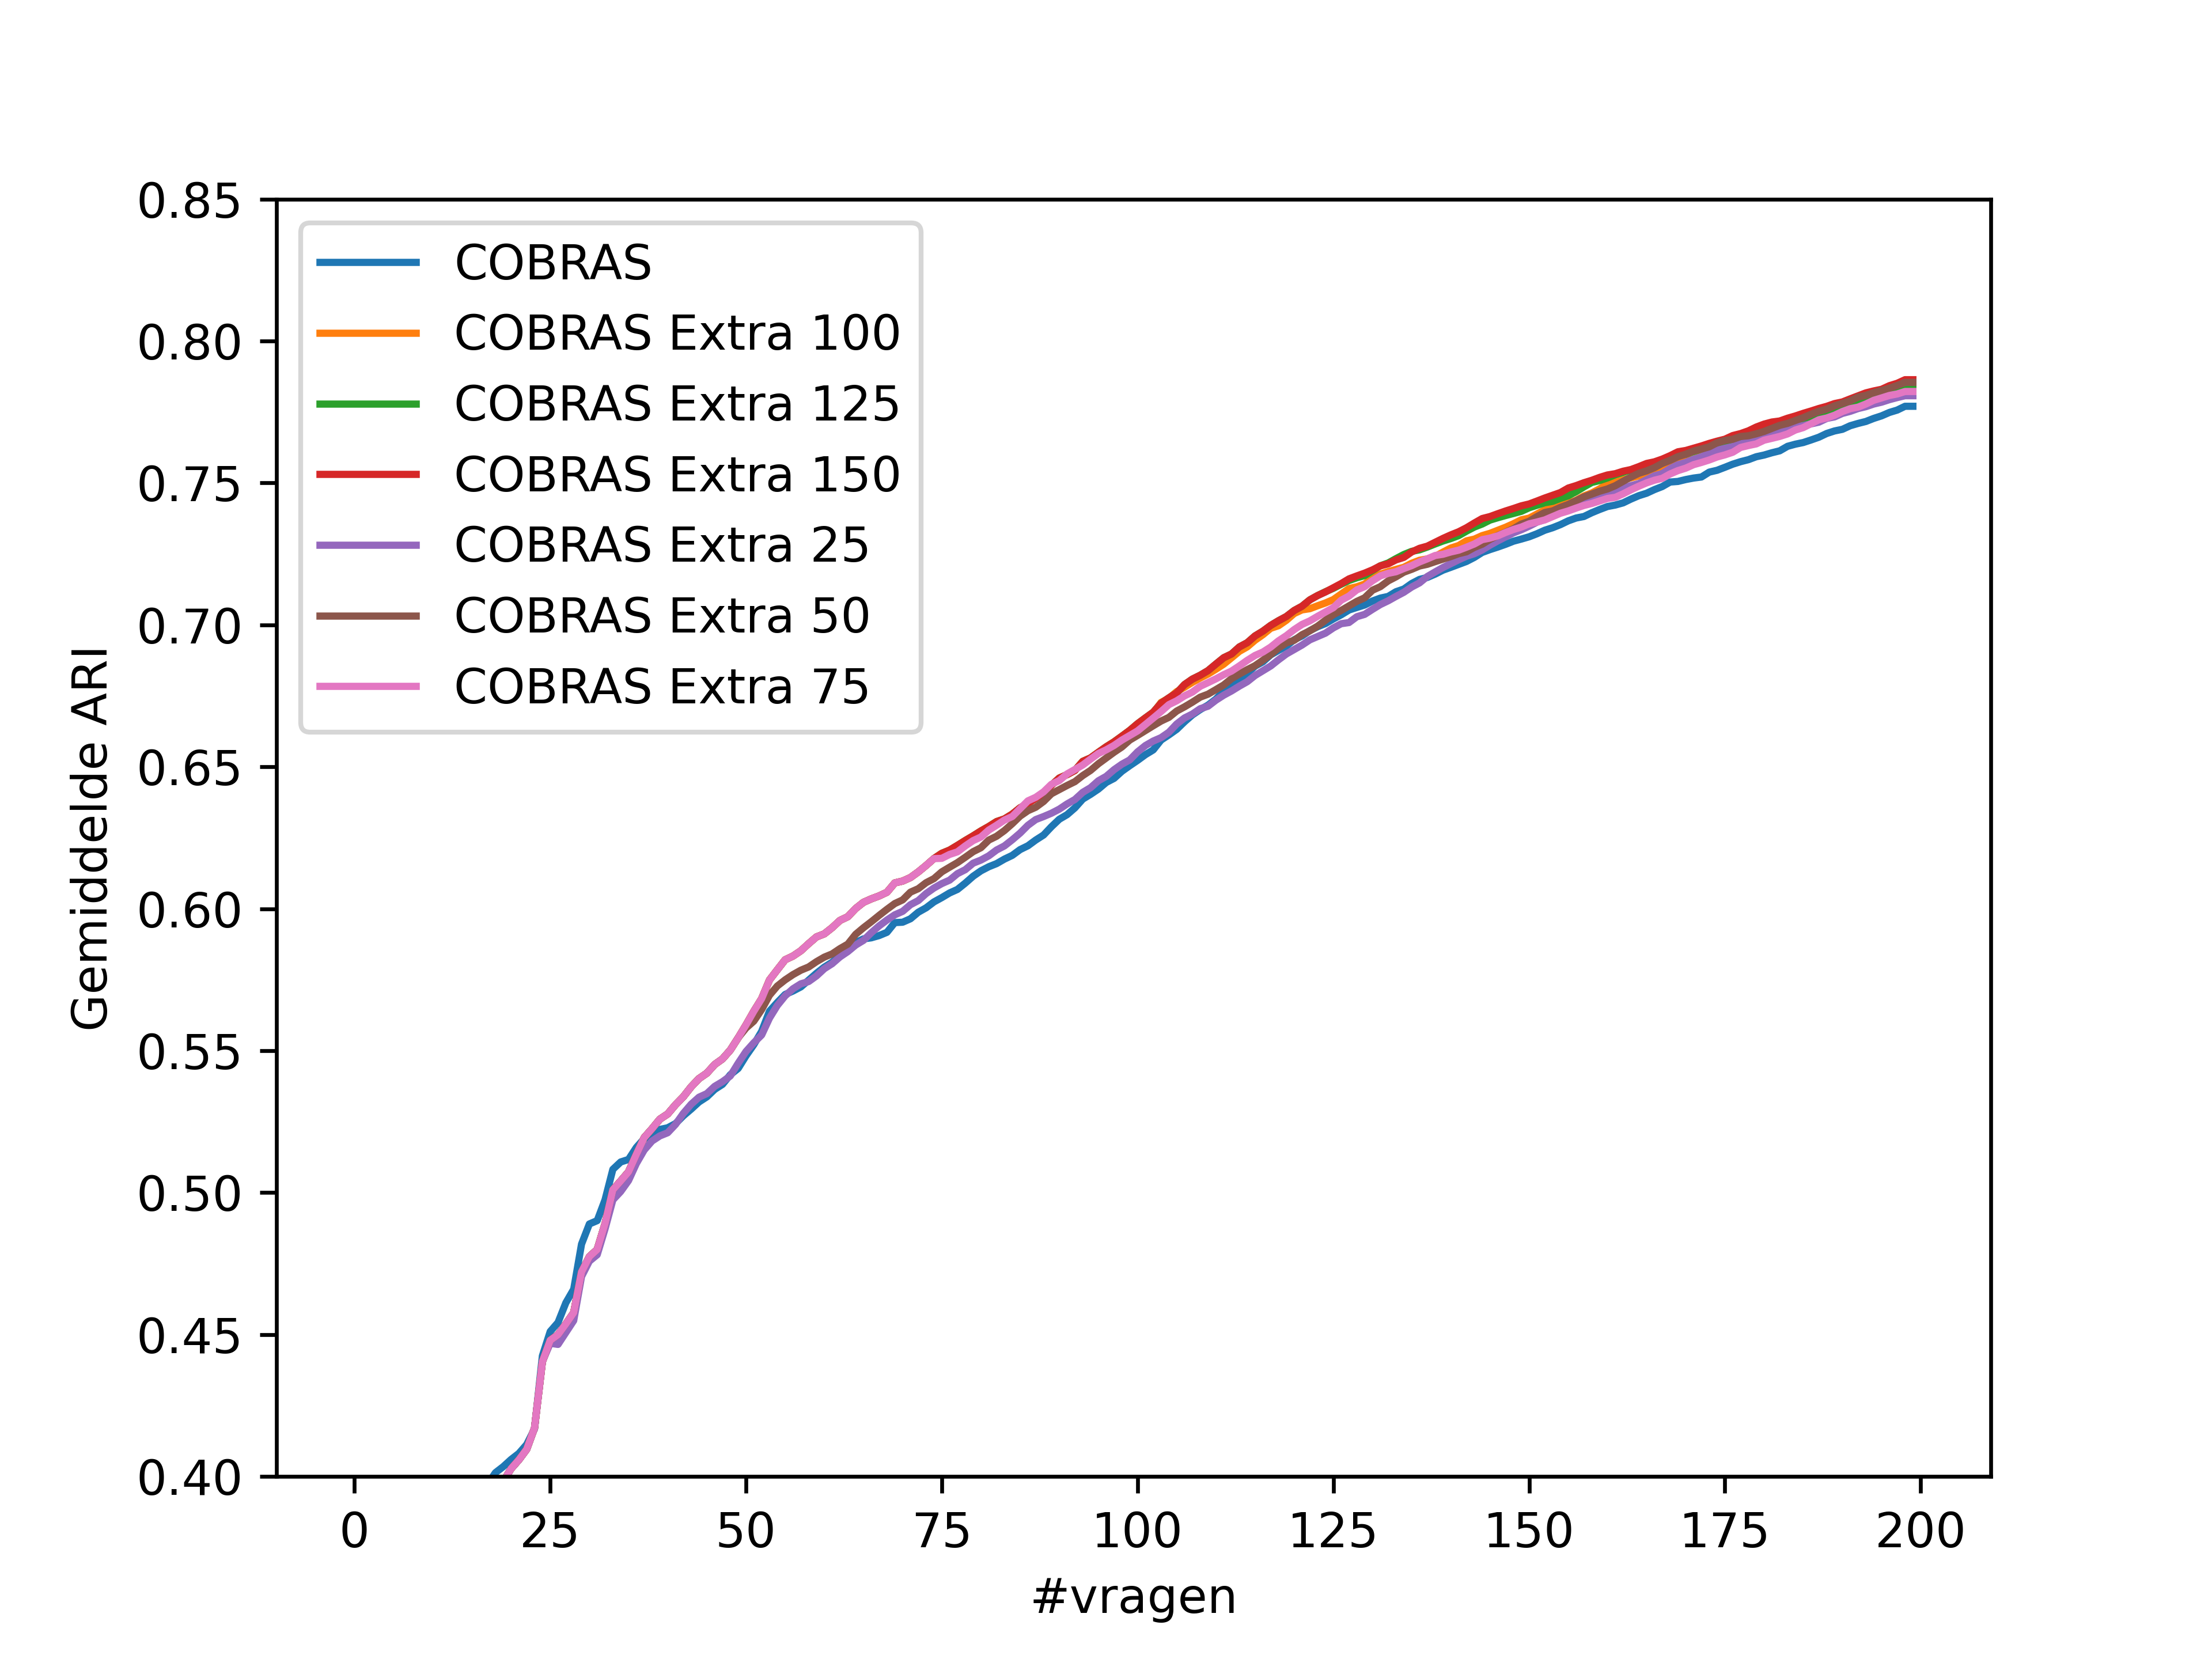 0.85
0.80
0.75
0.70
0.65
0.60
0.55
0.50
0.45
0.40
Gemiddelde ARI
COBRAS
COBRAS Extra 100
COBRAS Extra 125
COBRAS Extra 150
COBRAS Extra 25
COBRAS Extra 50
COBRAS Extra 75
0 25 50 75 100 125 150 175 200
#vragen